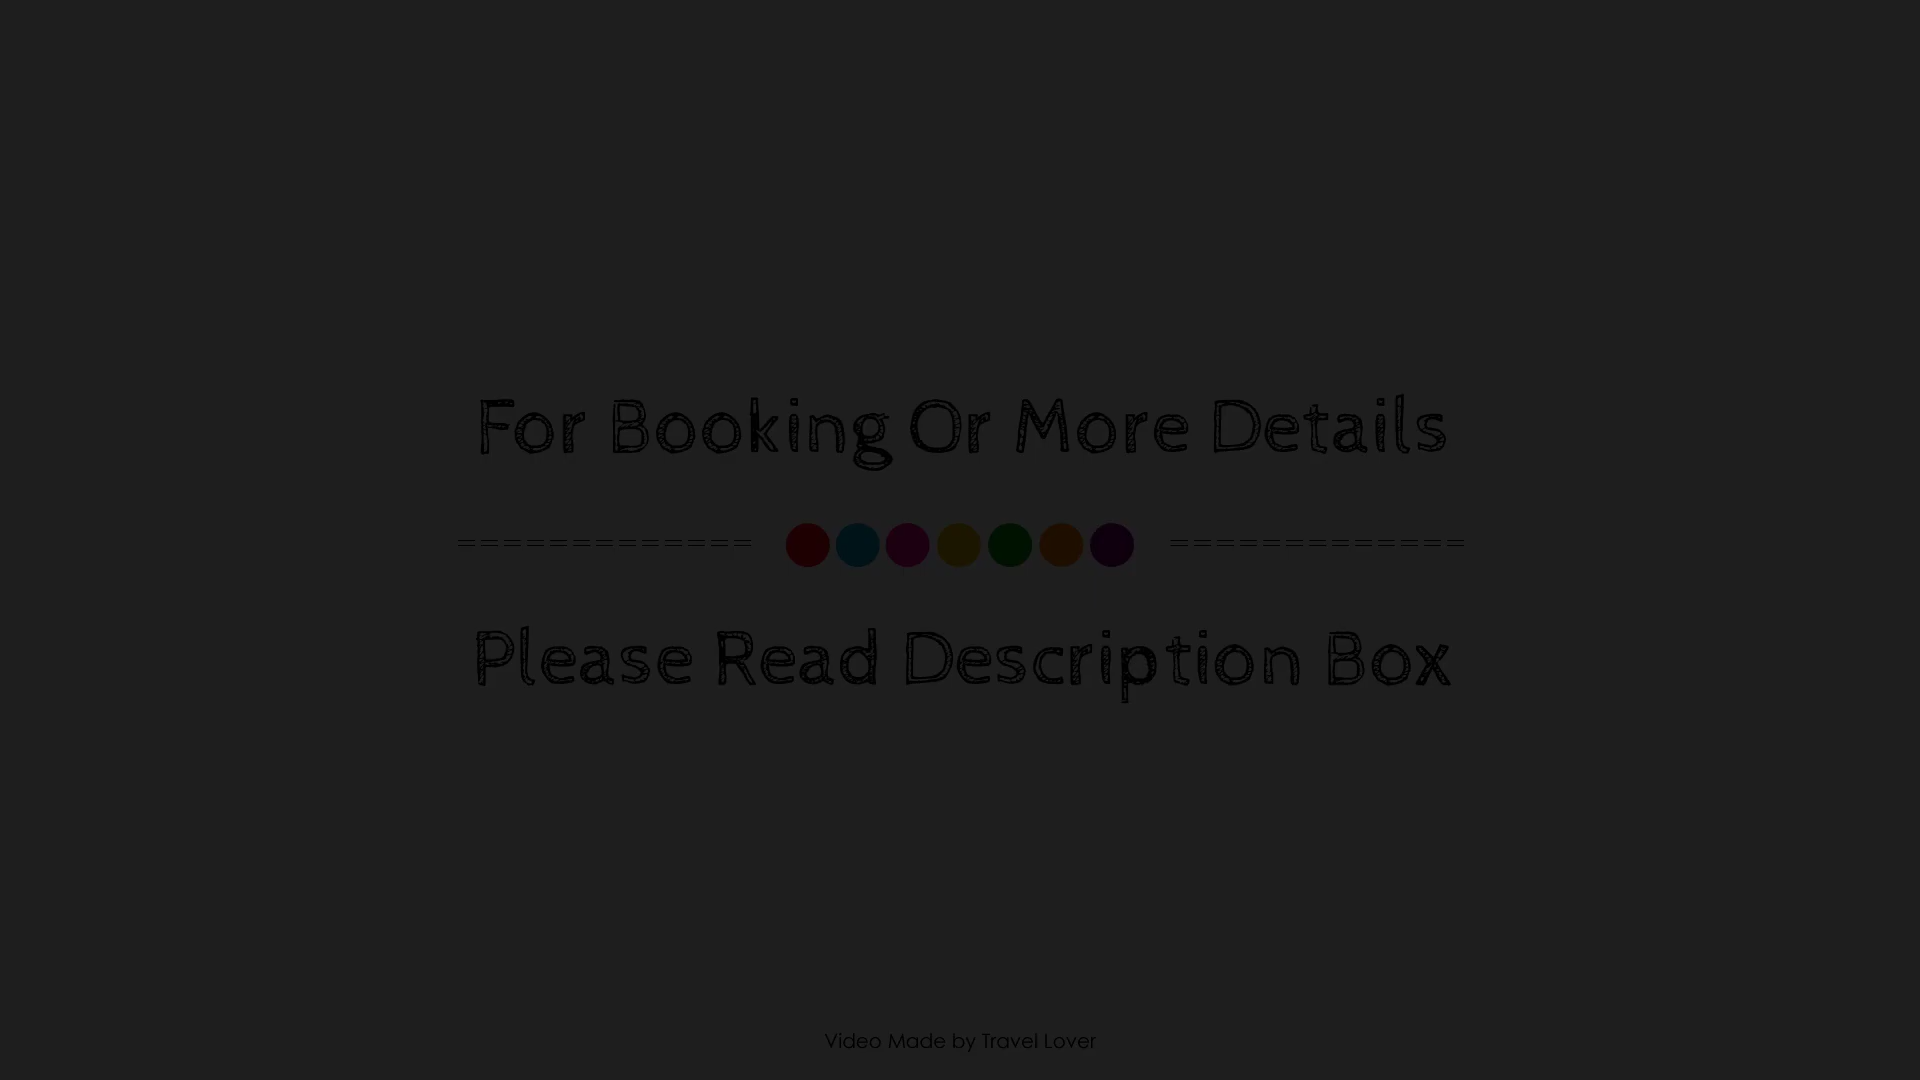 For Booking Or More Details
============= =============
Please Read Description Box
Video Made by Travel Lover